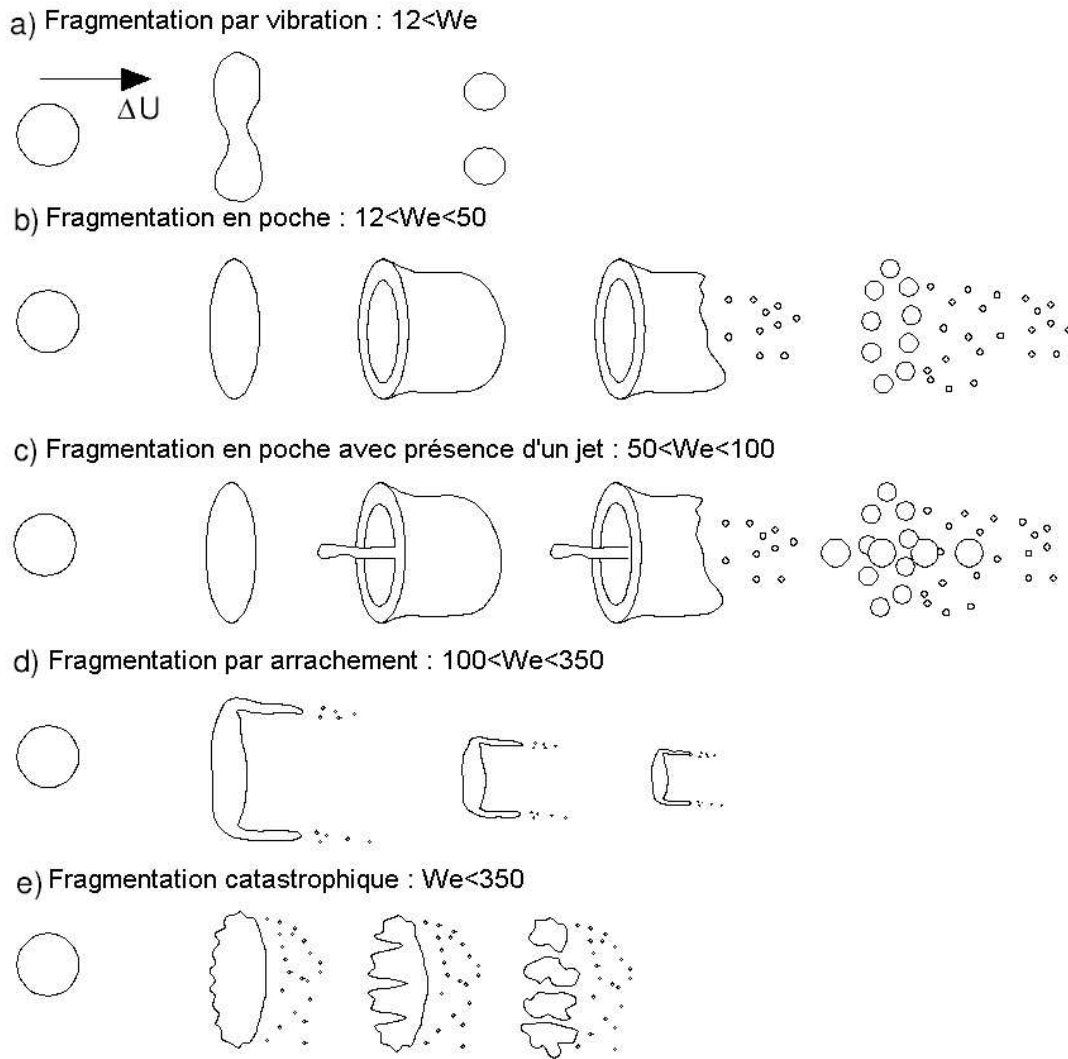 a) Fragmentation par vibration : 12<We
ΔU
b) Fragmentation en poche : 12<We<50
c) Fragmentation en poche avec présence d'un jet : 50<We<100
d) Fragmentation par arrachement : 100<We<350
e) Fragmentation catastrophique : We<350